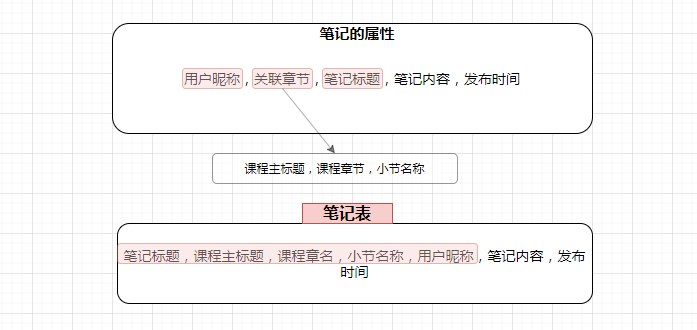 笔记的属性
用户昵称，关联章节，笔记标题，笔记内容，发布时间
课程主标题，课程章节，小节名称
笔记表
笔记标题，课程主标题，课程章名，小节名称，用户昵称，笔记内容，发布
时间